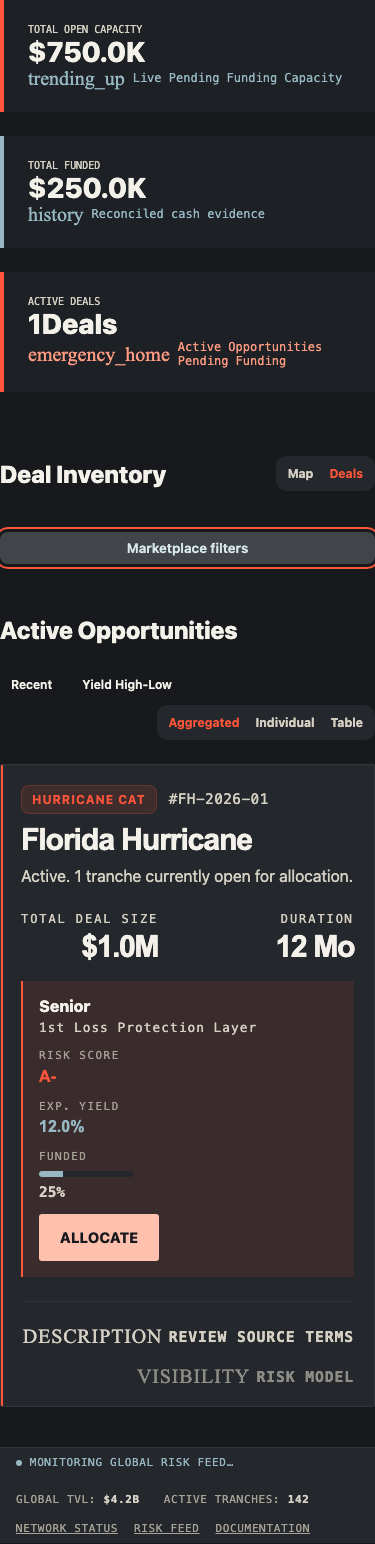 TOTAL OPEN CAPACITY
$750.0K
trending_up Live Pending Funding Capacity
TOTAL FUNDED
$250.0K
history Reconciled cash evidence
ACTIVE DEALS
1Deals
emergency_home Active Opportunities
Pending Funding
Deal Inventory
Map Deals
Marketplace filters
Active Opportunities
Recent Yield High-Low
Aggregated Individual Table
HURRICANE CAT #FH-2026-01
Florida Hurricane
Active. 1 tranche currently open for allocation.
TOTAL DEAL SIZE DURATION
$1.0M 12 Mo
Senior
1st Loss Protection Layer
RISK SCORE
A-
EXP. YIELD
12.0%
FUNDED
25%
ALLOCATE
DESCRIPTION REVIEW SOURCE TERMS
VISIBILITY RISK MODEL
MONITORING GLOBAL RISK FEED…
GLOBAL TVL: $4.2B ACTIVE TRANCHES: 142
NETWORK STATUS RISK FEED DOCUMENTATION